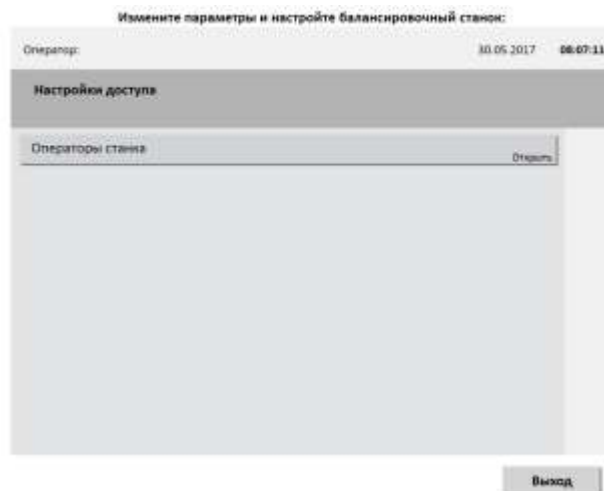 Измените параметры и настройте балансировочный станок:
Оператор: 30.05.2017 08:07:11
Настройки доступа
Операторы станка
Открыть
Выход